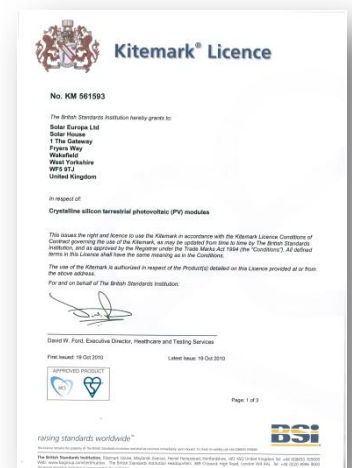 Kitemark® Licence
No. KM 561593
The British Standards Institution hereby grants to:
Solar Europa Ltd
Solar House
1 The Gateway
Fryers Way
Wakefield
West Yorkshire
WF5 9TJ
United Kingdom
in respect of:
Crystalline silicon terrestrial photovoltaic (PV) modules
This issues the right and licence to use the Kitemark in accordance with the Kitemark Licence Conditions of
Contract governing the use of the Kitemark, as may be updated from time to time by The British Standards
Institution, and as approved by the Registrar under the Trade Marks Act 1994 (the "Conditions"). All defined
terms in this Licence shall have the same meaning as in the Conditions.
The use of the Kitemark is authorized in respect of the Product(s) detailed on this Licence provided at or from
the above address.
For and on behalf of The British Standards Institution:
David W. Ford, Executive Director, Healthcare and Testing Services
First Issued: 19 Oct 2010 Latest Issue: 19 Oct 2010
APPROVED PRODUCT
Page: 1 of 3
raising standards worldwide™
BSi